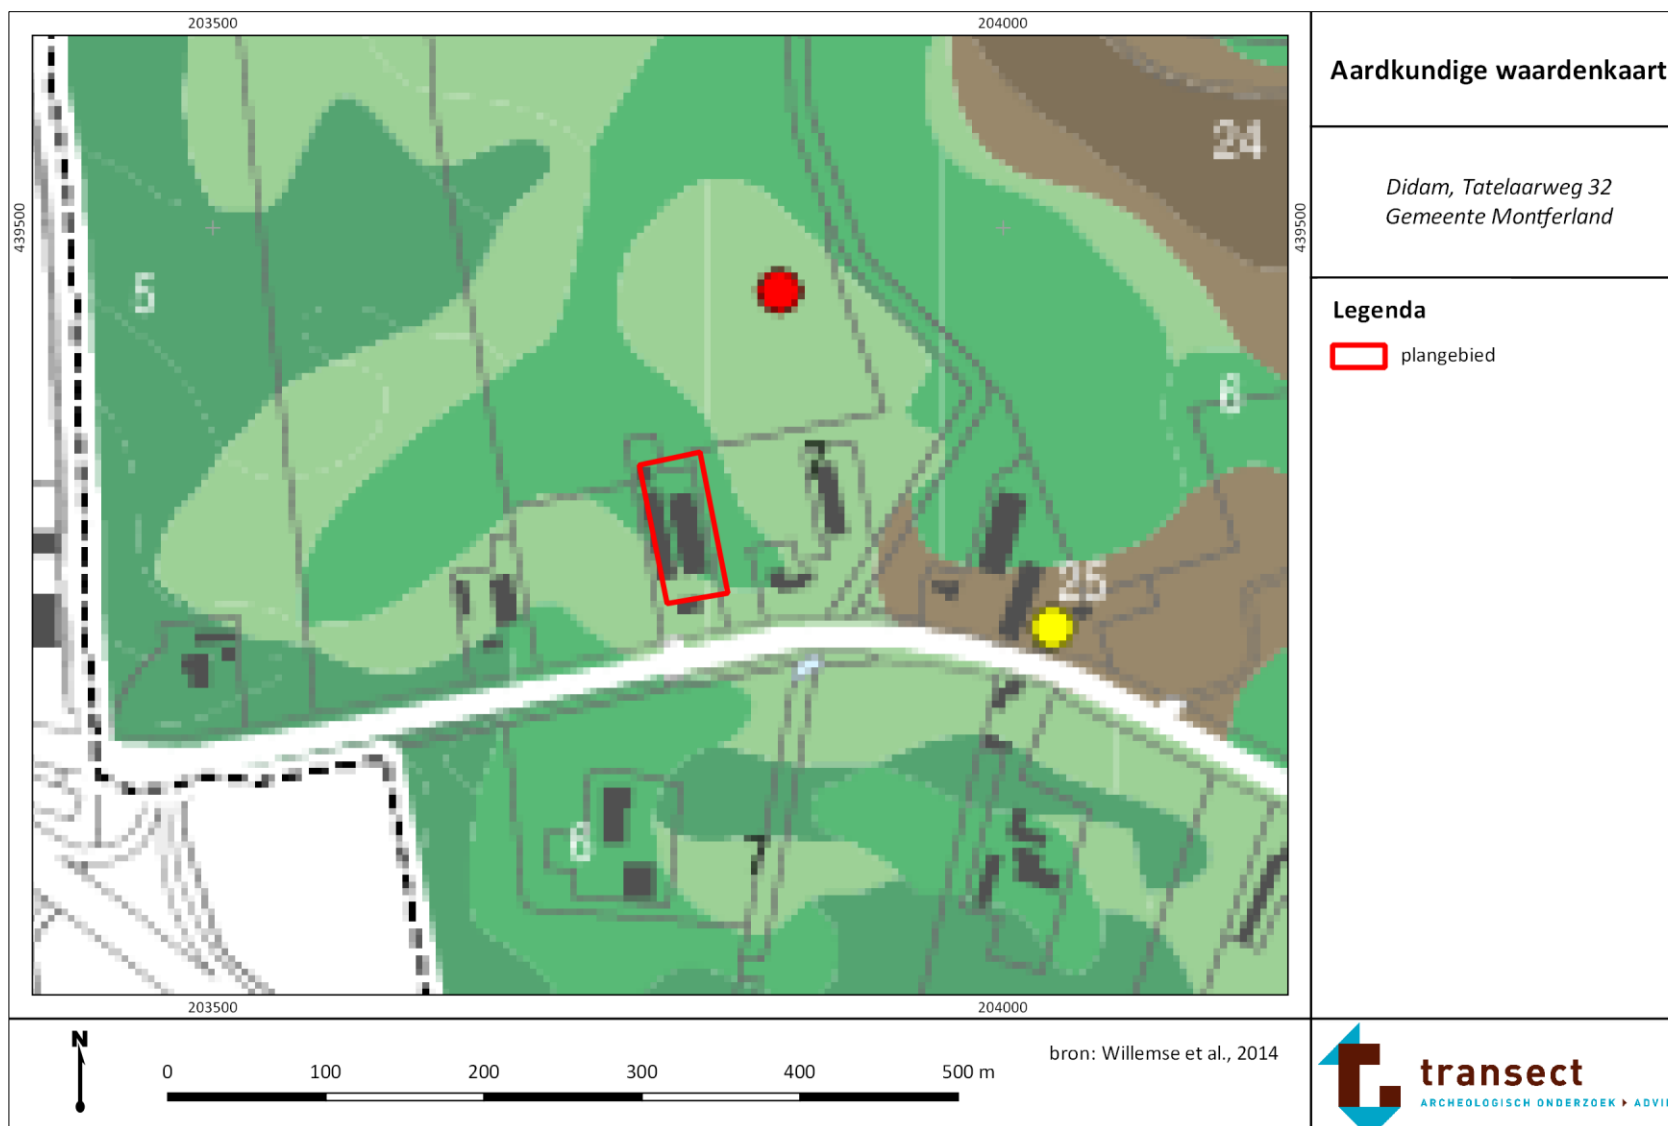 203500
204000
439500
439500
24
5
6
25
6
203500
204000
Aardkundige waardenkaart
Didam, Tatelaarweg 32
Gemeente Montferland
Legenda
plangebied
N
0 100 200 300 400 500 m
bron: Willemse et al., 2014
transect
ARCHEOLOGISCH ONDERZOEK ▸ ADVIE